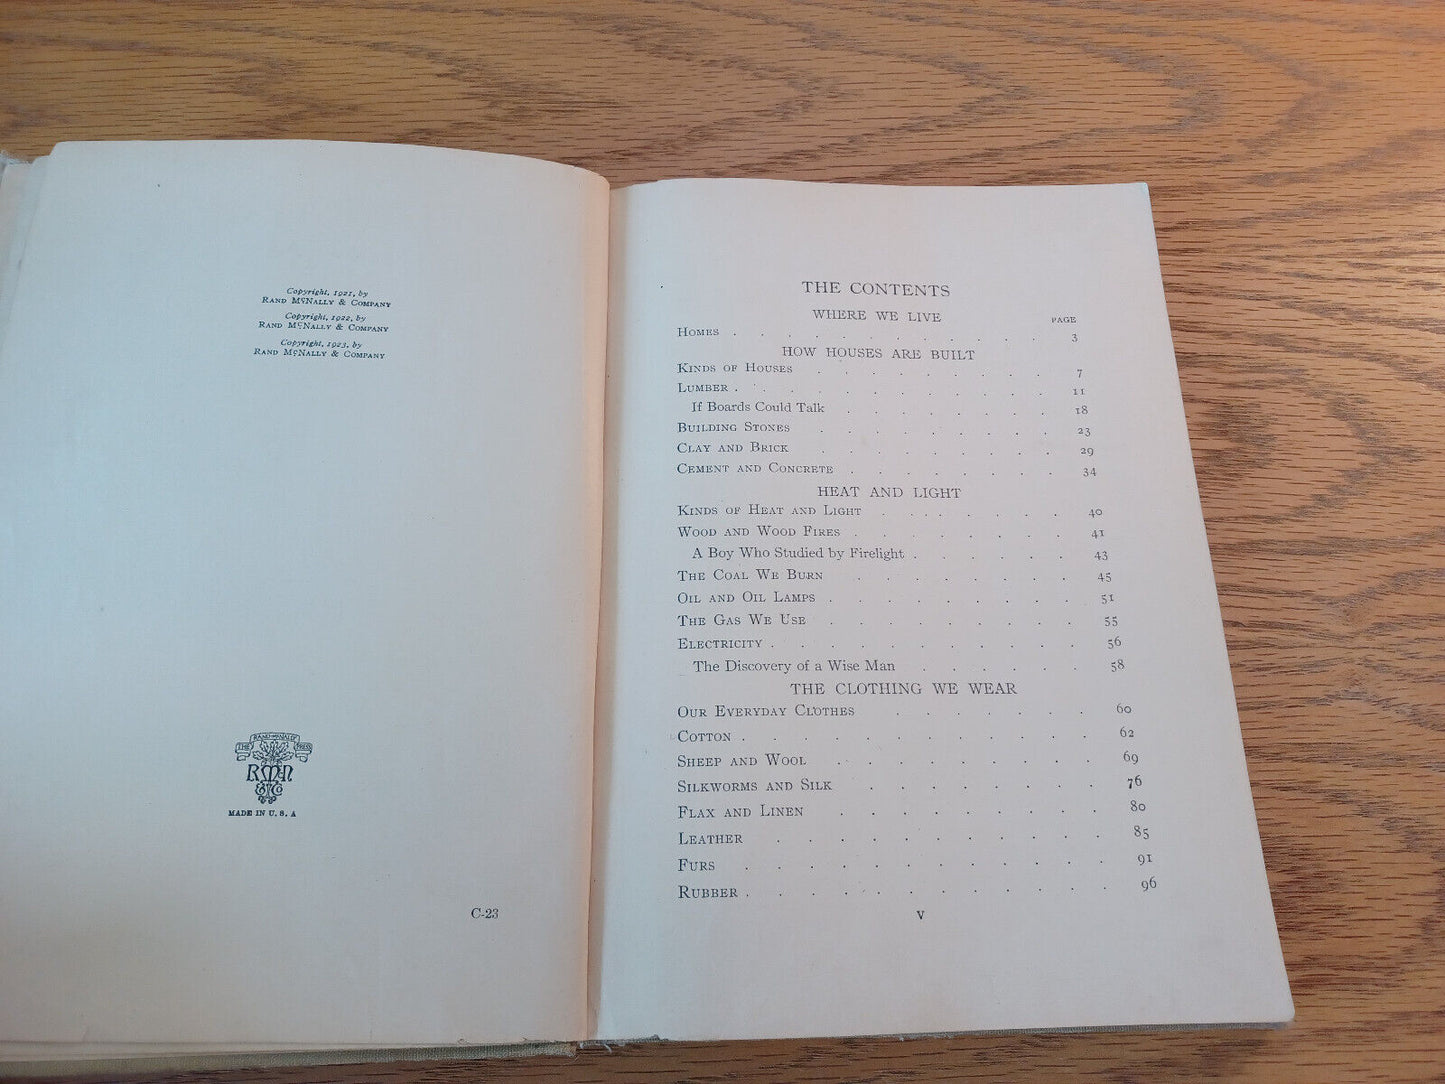 Copyright, 1921, by
RAND MCNALLY & COMPANY
Copyright, 1922, by
RAND MCNALLY & COMPANY
Copyright, 1923, by
RAND MCNALLY & COMPANY
RAND McNALLY
THE PRESS
RMcN
& Co
MADE IN U. S. A
C-23
THE CONTENTS
WHERE WE LIVE PAGE
HOMES . . . . . . . . . . 3
HOW HOUSES ARE BUILT
KINDS OF HOUSES . . . . . . . . 7
LUMBER . . . . . . . . . . 11
If Boards Could Talk . . . . . . . 18
BUILDING STONES . . . . . . . . 23
CLAY AND BRICK . . . . . . . . 29
CEMENT AND CONCRETE . . . . . . . 34
HEAT AND LIGHT
KINDS OF HEAT AND LIGHT . . . . . . . 40
WOOD AND WOOD FIRES . . . . . . . . 41
A Boy Who Studied by Firelight . . . . . . 43
THE COAL WE BURN . . . . . . . . 45
OIL AND OIL LAMPS . . . . . . . . . 51
THE GAS WE USE . . . . . . . . . 55
ELECTRICITY . . . . . . . . . . . 56
The Discovery of a Wise Man . . . . . . 58
THE CLOTHING WE WEAR
OUR EVERYDAY CLOTHES . . . . . . . 60
COTTON . . . . . . . . . . . . 62
SHEEP AND WOOL . . . . . . . . . 69
SILKWORMS AND SILK . . . . . . . . 76
FLAX AND LINEN . . . . . . . . . 80
LEATHER . . . . . . . . . . . 85
FURS . . . . . . . . . . . . 91
RUBBER . . . . . . . . . . . . 96
V